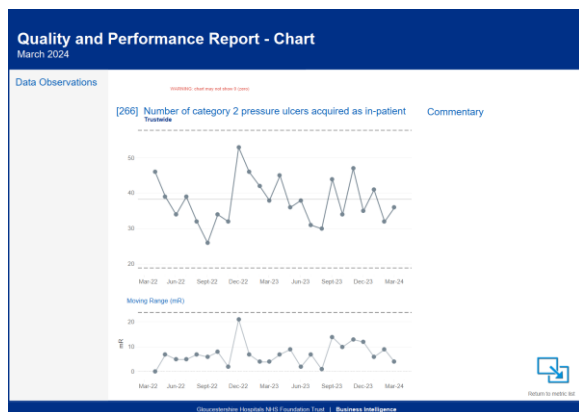 Quality and Performance Report - Chart
March 2024
Data Observations
WARNING: chart may not show 0 (zero)
[266] Number of category 2 pressure ulcers acquired as in-patient
Trustwide
Commentary
50
40
30
20
Mar-22 Jun-22 Sept-22 Dec-22 Mar-23 Jun-23 Sept-23 Dec-23 Mar-24
Moving Range (mR)
20
mR
10
0
Mar-22 Jun-22 Sept-22 Dec-22 Mar-23 Jun-23 Sept-23 Dec-23 Mar-24
Return to metric list
Gloucestershire Hospitals NHS Foundation Trust | Business Intelligence